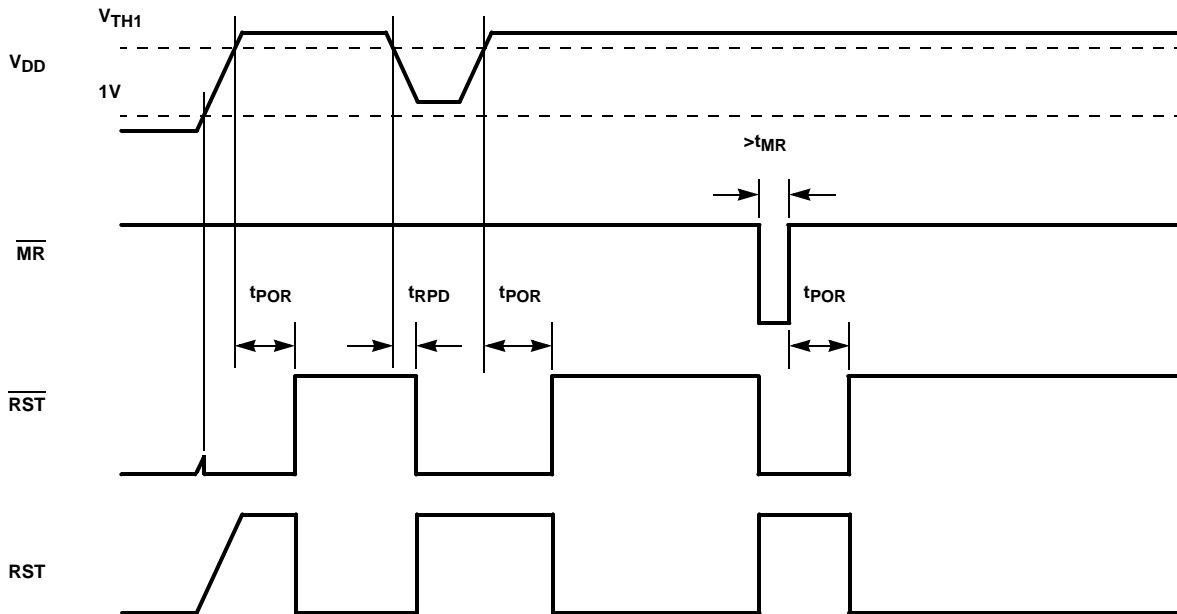 VTH1
VDD
1V
>tMR
MR
tPOR
tRPD
tPOR
tPOR
RST
RST